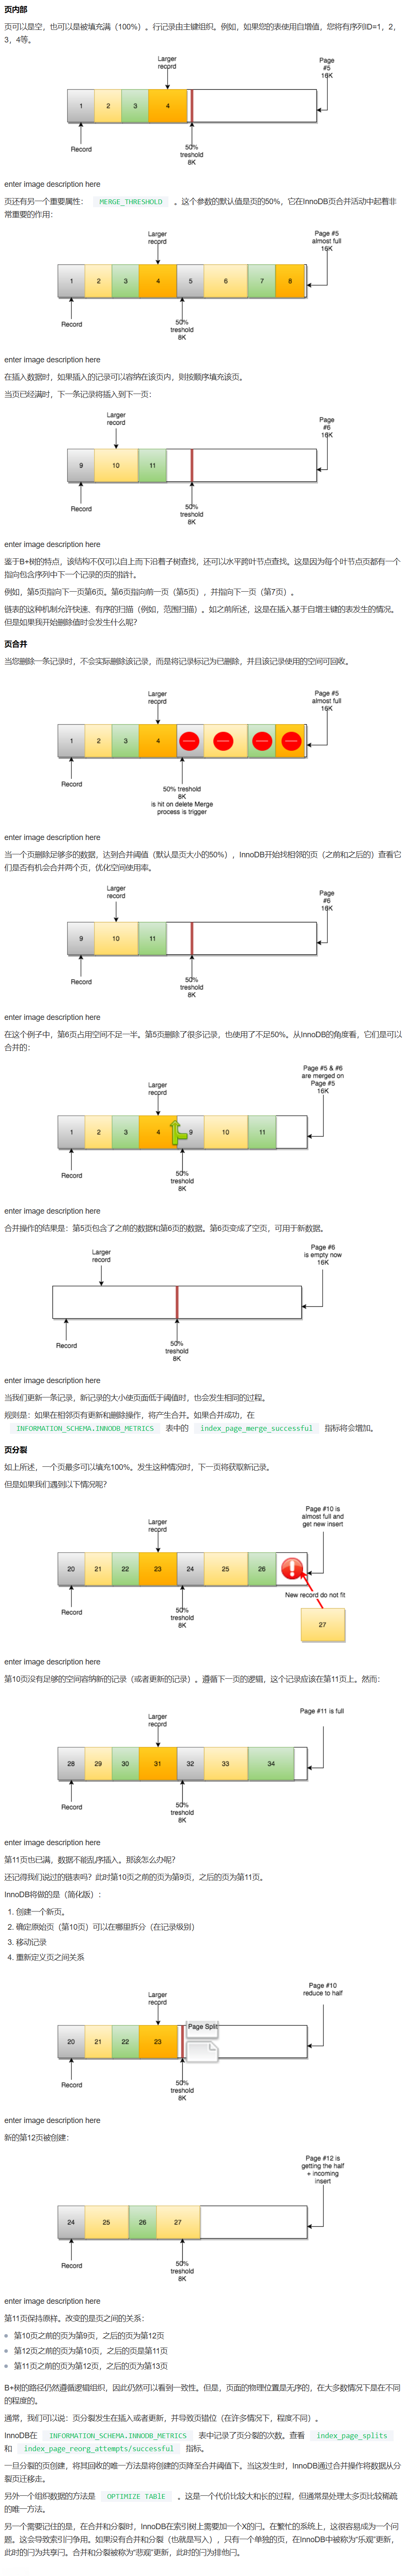 页内部
页可以是空，也可以是被填充满（100%）。行记录由主键组织。例如，如果您的表使用自增值，您将有序列ID=1，2，
3，4等。
Larger
record
Page
#5
16K
1 2 3 4
Record
50%
treshold
8K
enter image description here
页还有另一个重要属性： MERGE_THRESHOLD 。这个参数的默认值是页的50%，它在InnoDB页合并活动中起着非
常重要的作用：
Larger
record
Page #5
almost full
16K
1 2 3 4 5 6 7 8
Record
50%
treshold
8K
enter image description here
在插入数据时，如果插入的记录可以容纳在该页内，则按顺序填充该页。
当页已经满时，下一条记录将插入到下一页：
Larger
record
Page
#6
16K
9 10 11
Record
50%
treshold
8K
enter image description here
鉴于B+树的特点，该结构不仅可以自上而下沿着子树查找，还可以水平跨叶节点查找。这是因为每个叶节点页都有一个
指向包含序列中下一个记录的页的指针。
例如，第5页指向下一页第6页。第6页指向前一页（第5页），并指向下一页（第7页）。
链表的这种机制允许快速、有序的扫描（例如，范围扫描）。如之前所述，这是在插入基于自增主键的表发生的情况。
但是如果我开始删除值时会发生什么呢？
页合并
当您删除一条记录时，不会实际删除该记录，而是将记录标记为已删除，并且该记录使用的空间可回收。
Larger
record
Page #5
almost full
16K
1 2 3 4
Record
50% treshold
8K
is hit on delete Merge
process is trigger
enter image description here
当一个页删除足够多的数据，达到合并阈值（默认是页大小的50%），InnoDB开始找相邻的页（之前和之后的）查看它
们是否有机会合并两个页，优化空间使用率。
Larger
record
Page
#6
16K
9 10 11
Record
50%
treshold
8K
enter image description here
在这个例子中，第6页占用空间不足一半。第5页删除了很多记录，也使用了不足50%。从InnoDB的角度看，它们是可以
合并的：
Page #5 & #6
are merged on
Page #5
16K
Larger
record
1 2 3 4 9 10 11
Record
50%
treshold
8K
enter image description here
合并操作的结果是：第5页包含了之前的数据和第6页的数据。第6页变成了空页，可用于新数据。
Larger
record
Page #6
is empty now
16K
Record
50%
treshold
8K
enter image description here
当我们更新一条记录，新记录的大小使页面低于阈值时，也会发生相同的过程。
规则是：如果在相邻页有更新和删除操作，将产生合并。如果合并成功，在
INFORMATION_SCHEMA.INNODB_METRICS 表中的 index_page_merge_successful 指标将会增加。
页分裂
如上所述，一个页最多可以填充100%。发生这种情况时，下一页将获取新记录。
但是如果我们遇到以下情况呢？
Page #10 is
almost full and
get new insert
Larger
record
20 21 22 23 24 25 26
Record
50%
treshold
8K
New record do not fit
27
enter image description here
第10页没有足够的空间容纳新的记录（或者更新的记录）。遵循下一页的逻辑，这个记录应该在第11页上。然而：
Page #11 is full
Larger
record
28 29 30 31 32 33 34
Record
50%
treshold
8K
enter image description here
第11页也已满，数据不能乱序插入。那该怎么办呢？
还记得我们说过的链表吗？此时第10页之前的页为第9页，之后的页为第11页。
InnoDB将做的是（简化版）：
1. 创建一个新页。
2. 确定原始页（第10页）可以在哪里拆分（在记录级别）
3. 移动记录
4. 重新定义页之间关系
Page #10
reduce to half
Larger
record
Page Split
20 21 22 23
Record
50%
treshold
8K
enter image description here
新的第12页被创建：
Page #12 is
getting the half
+ incoming
insert
24 25 26 27
Record
50%
treshold
8K
enter image description here
第11页保持原样。改变的是页之间的关系：
第10页之前的页为第9页，之后的页为第12页
第12页之前的页为第10页，之后的页是第11页
第11页之前的页为第12页，之后的页为第13页
B+树的路径仍然遵循逻辑组织，因此仍然可以看到一致性。但是，页面的物理位置是无序的，在大多数情况下是在不同
的程度的。
通常，我们可以说：页分裂发生在插入或者更新，并导致页错位（在许多情况下，程度不同）。
InnoDB在 INFORMATION_SCHEMA.INNODB_METRICS 表中记录了页分裂的次数。查看 index_page_splits
和 index_page_reorg_attempts/successful 指标。
一旦分裂的页创建，将其回收的唯一方法是将创建的页降至合并阈值下。当这发生时，InnoDB通过合并操作将数据从分
裂页迁移走。
另外一个组织数据的方法是 OPTIMIZE TABLE 。这是一个代价比较大和长的过程，但通常是处理太多页比较稀疏
的唯一方法。
另一个需要记住的是，在合并和分裂时，InnoDB在索引树上需要加一个X的闩。在繁忙的系统上，这很容易成为一个问
题。这会导致索引闩争用。如果没有合并和分裂（也就是写入），只有一个单独的页，在InnoDB中被称为“乐观”更新，
此时的闩为共享闩。合并和分裂被称为“悲观”更新，此时的闩为排他闩。